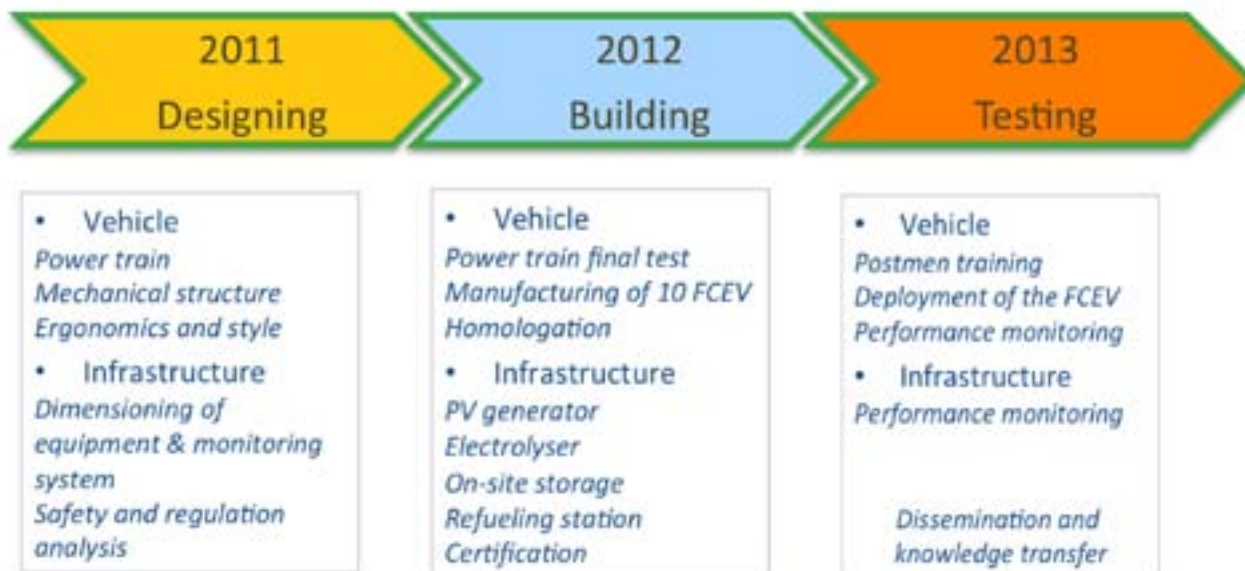 2011
Designing
2012
Building
2013
Testing
• Vehicle
Power train
Mechanical structure
Ergonomics and style
• Infrastructure
Dimensioning of
equipment & monitoring
system
Safety and regulation
analysis
• Vehicle
Power train final test
Manufacturing of 10 FCEV
Homologation
• Infrastructure
PV generator
Electrolyser
On-site storage
Refueling station
Certification
• Vehicle
Postmen training
Deployment of the FCEV
Performance monitoring
• Infrastructure
Performance monitoring
Dissemination and
knowledge transfer